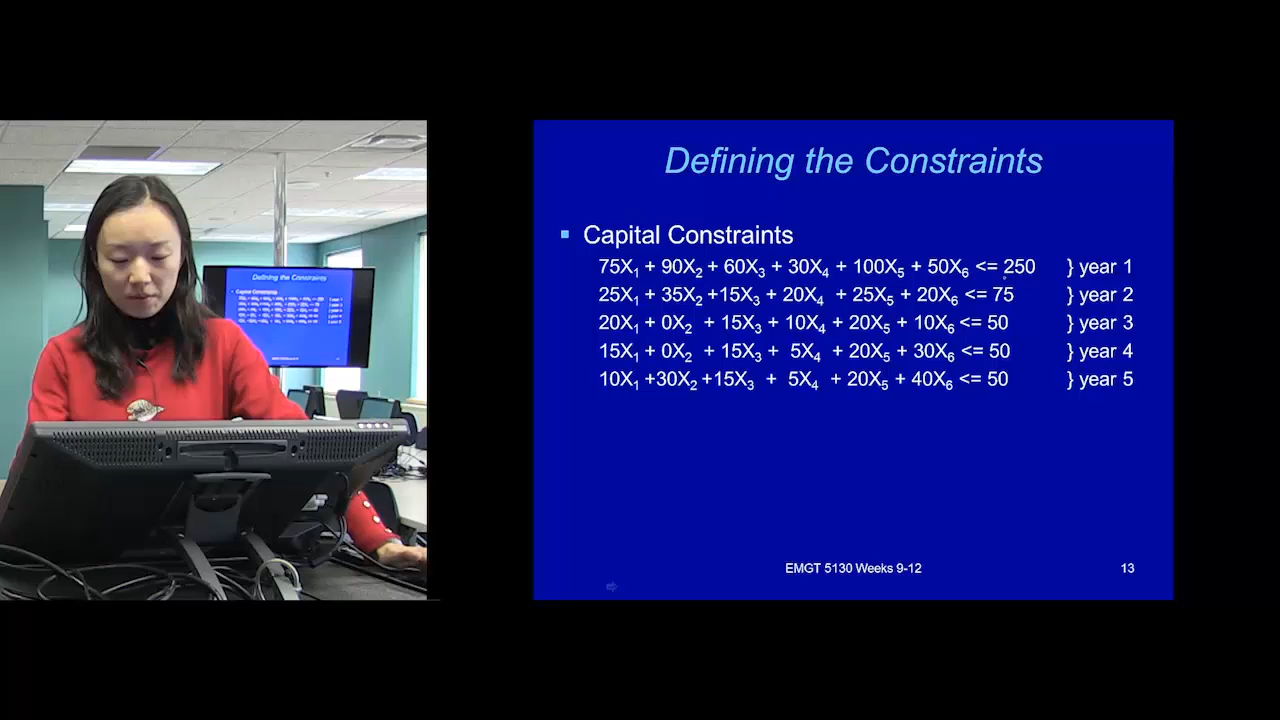 Defining the Constraints
▪ Capital Constraints
75X₁ + 90X₂ + 60X₃ + 30X₄ + 100X₅ + 50X₆ <= 250 } year 1
25X₁ + 35X₂ +15X₃ + 20X₄ + 25X₅ + 20X₆ <= 75 } year 2
20X₁ + 0X₂ + 15X₃ + 10X₄ + 20X₅ + 10X₆ <= 50 } year 3
15X₁ + 0X₂ + 15X₃ + 5X₄ + 20X₅ + 30X₆ <= 50 } year 4
10X₁ +30X₂ +15X₃ + 5X₄ + 20X₅ + 40X₆ <= 50 } year 5
EMGT 5130 Weeks 9-12 13
Defining the Constraints
Capital Constraints